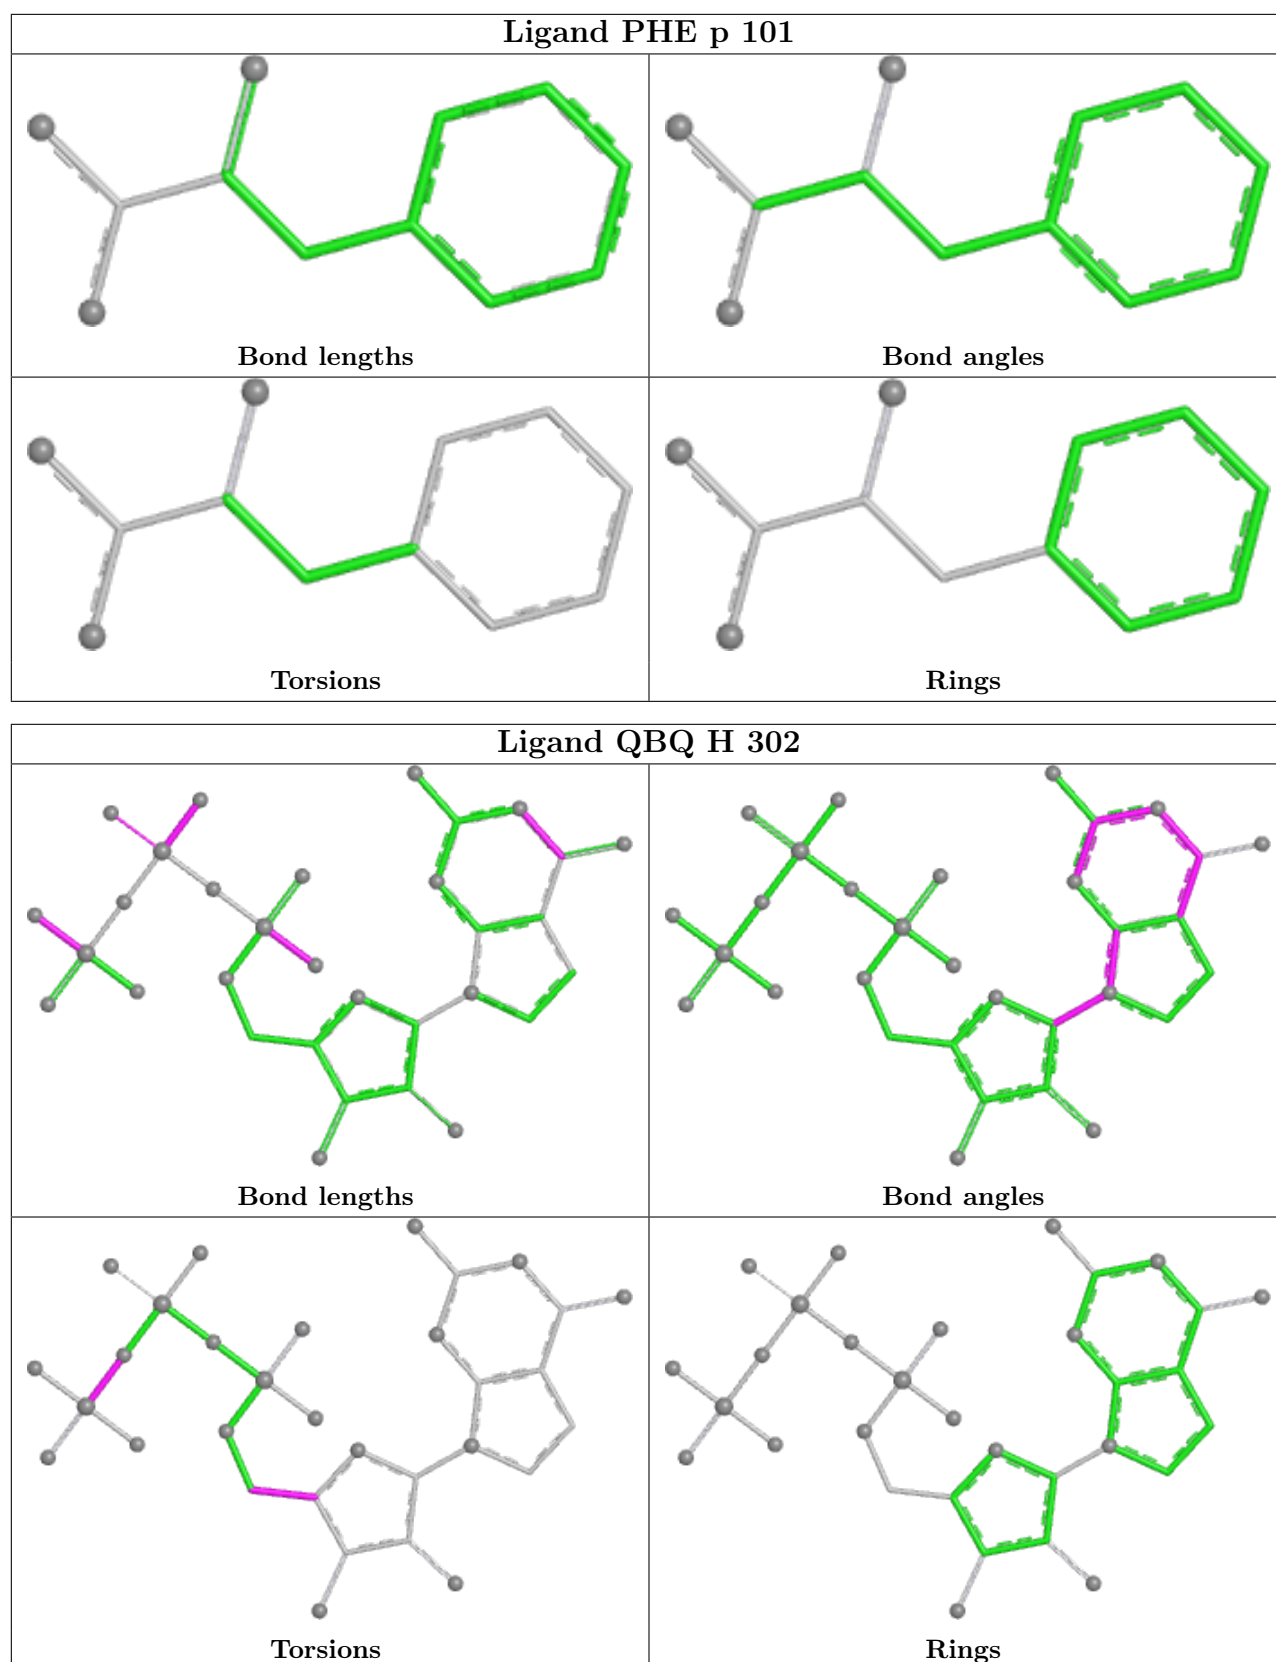 Ligand PHE p 101
Bond lengths
Bond angles
Torsions
Rings
Ligand QBQ H 302
Bond lengths
Bond angles
Torsions
Rings